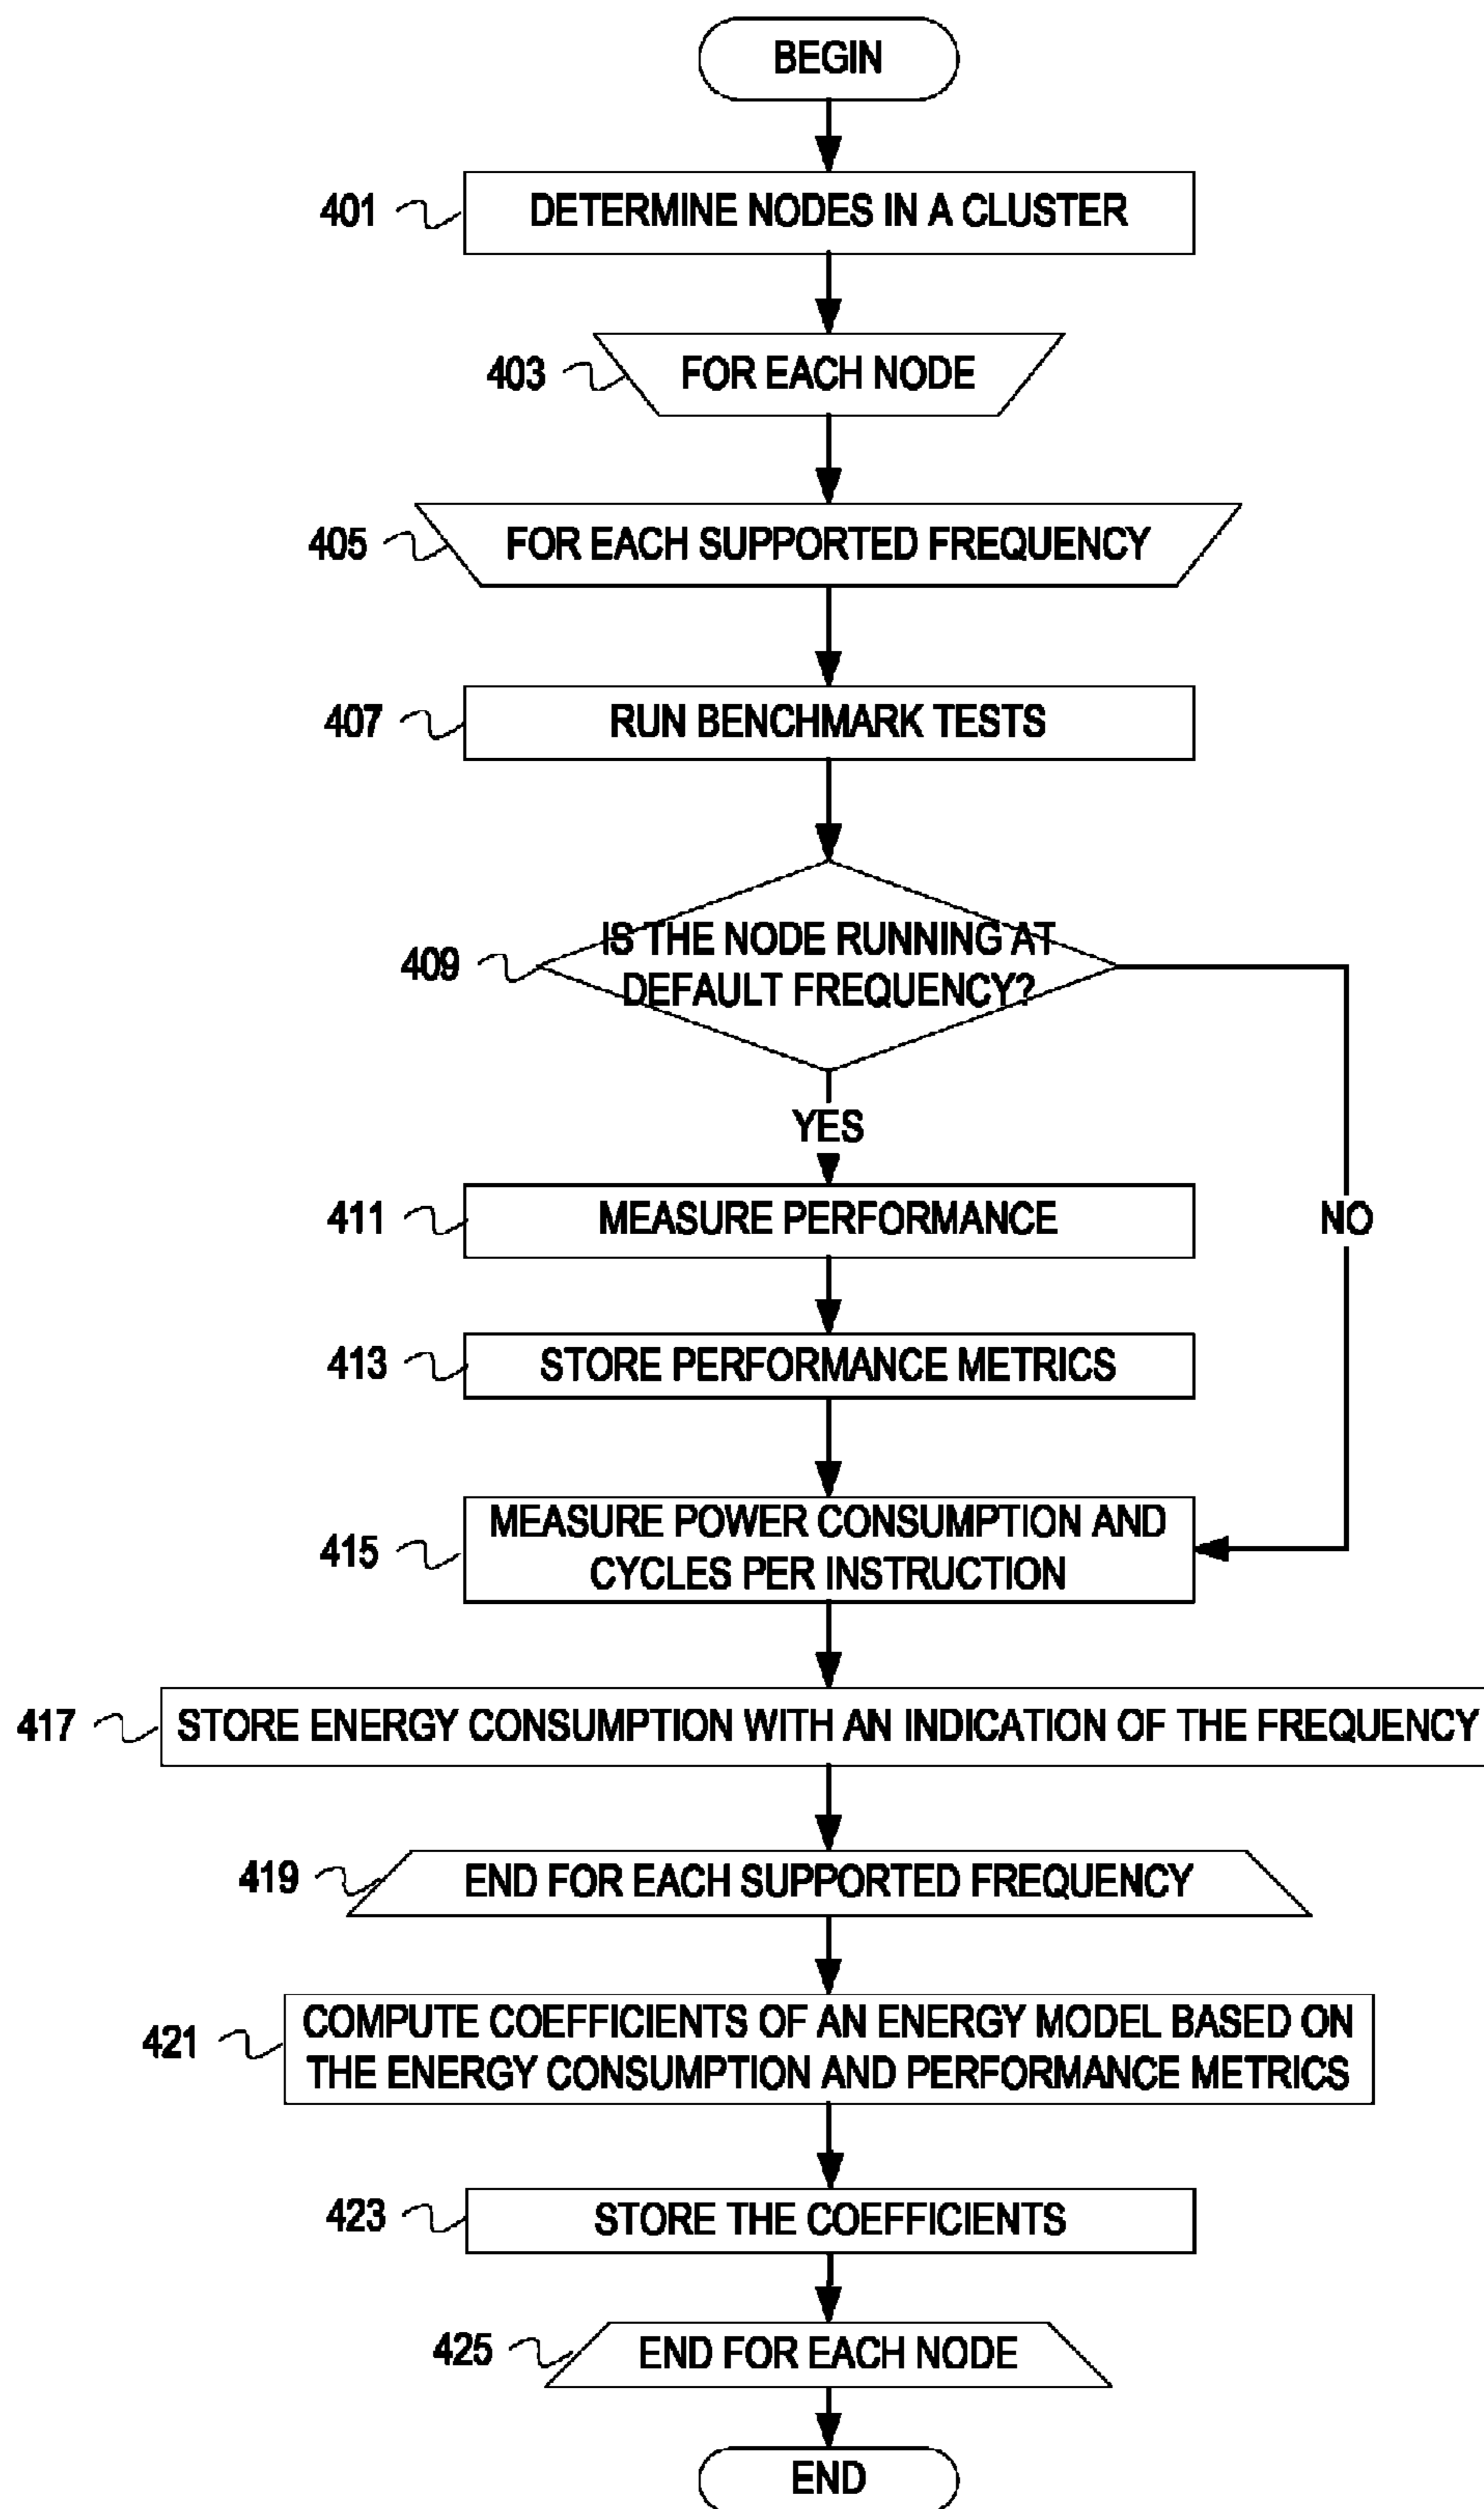 BEGIN
401
DETERMINE NODES IN A CLUSTER
403
FOR EACH NODE
405
FOR EACH SUPPORTED FREQUENCY
407
RUN BENCHMARK TESTS
409
IS THE NODE RUNNING AT
DEFAULT FREQUENCY?
YES
411
MEASURE PERFORMANCE
NO
413
STORE PERFORMANCE METRICS
415
MEASURE POWER CONSUMPTION AND
CYCLES PER INSTRUCTION
417
STORE ENERGY CONSUMPTION WITH AN INDICATION OF THE FREQUENCY
419
END FOR EACH SUPPORTED FREQUENCY
421
COMPUTE COEFFICIENTS OF AN ENERGY MODEL BASED ON
THE ENERGY CONSUMPTION AND PERFORMANCE METRICS
423
STORE THE COEFFICIENTS
425
END FOR EACH NODE
END